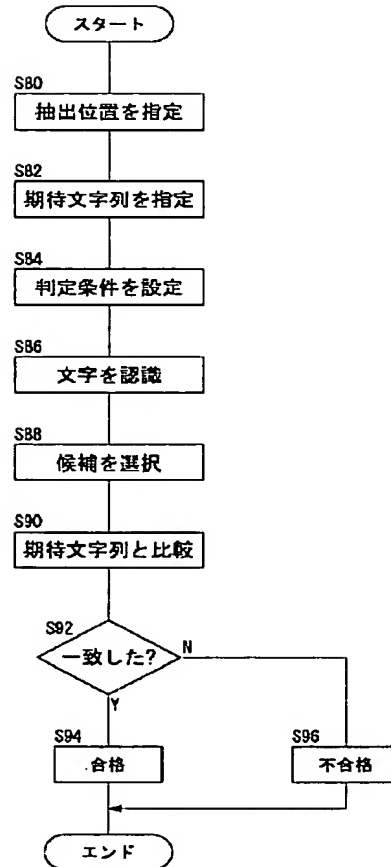 スタート
S80
抽出位置を指定
S82
期待文字列を指定
S84
判定条件を設定
S86
文字を認識
S88
候補を選択
S90
期待文字列と比較
S92
一致した?
N
Y
S94
合格
S96
不合格
エンド